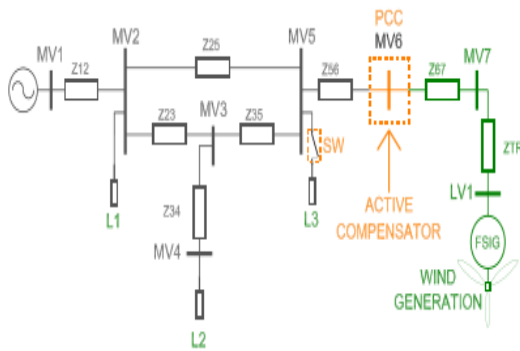 PCC
MV1
Z12
MV2
Z25
MV5
Z56
MV6
Z67
MV7
Z23
MV3
Z35
SW
ZTR
L1
Z34
L3
ACTIVE
COMPENSATOR
LV1
MV4
FSIG
WIND
GENERATION
L2